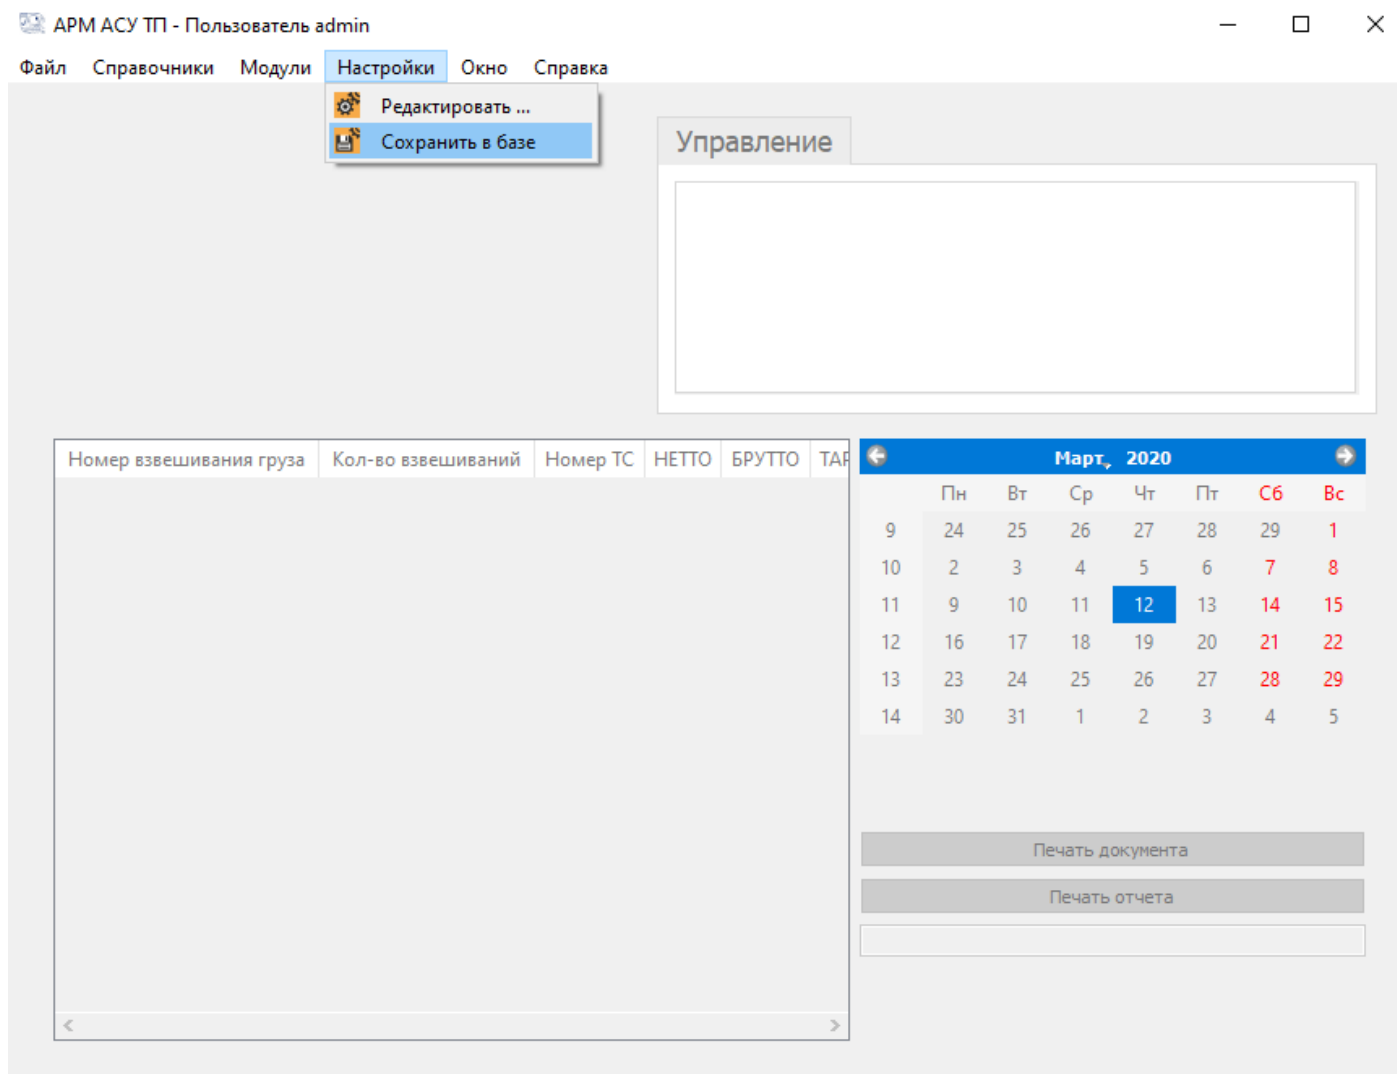 АРМ АСУ ТП - Пользователь admin
Файл Справочники Модули Настройки Окно Справка
Редактировать ...
Сохранить в базе
Управление
Номер взвешивания груза Кол-во взвешиваний Номер ТС НЕТТО БРУТТО ТАР
Март, 2020
Пн Вт Ср Чт Пт Сб Вс
9 24 25 26 27 28 29 1
10 2 3 4 5 6 7 8
11 9 10 11 12 13 14 15
12 16 17 18 19 20 21 22
13 23 24 25 26 27 28 29
14 30 31 1 2 3 4 5
Печать документа
Печать отчета